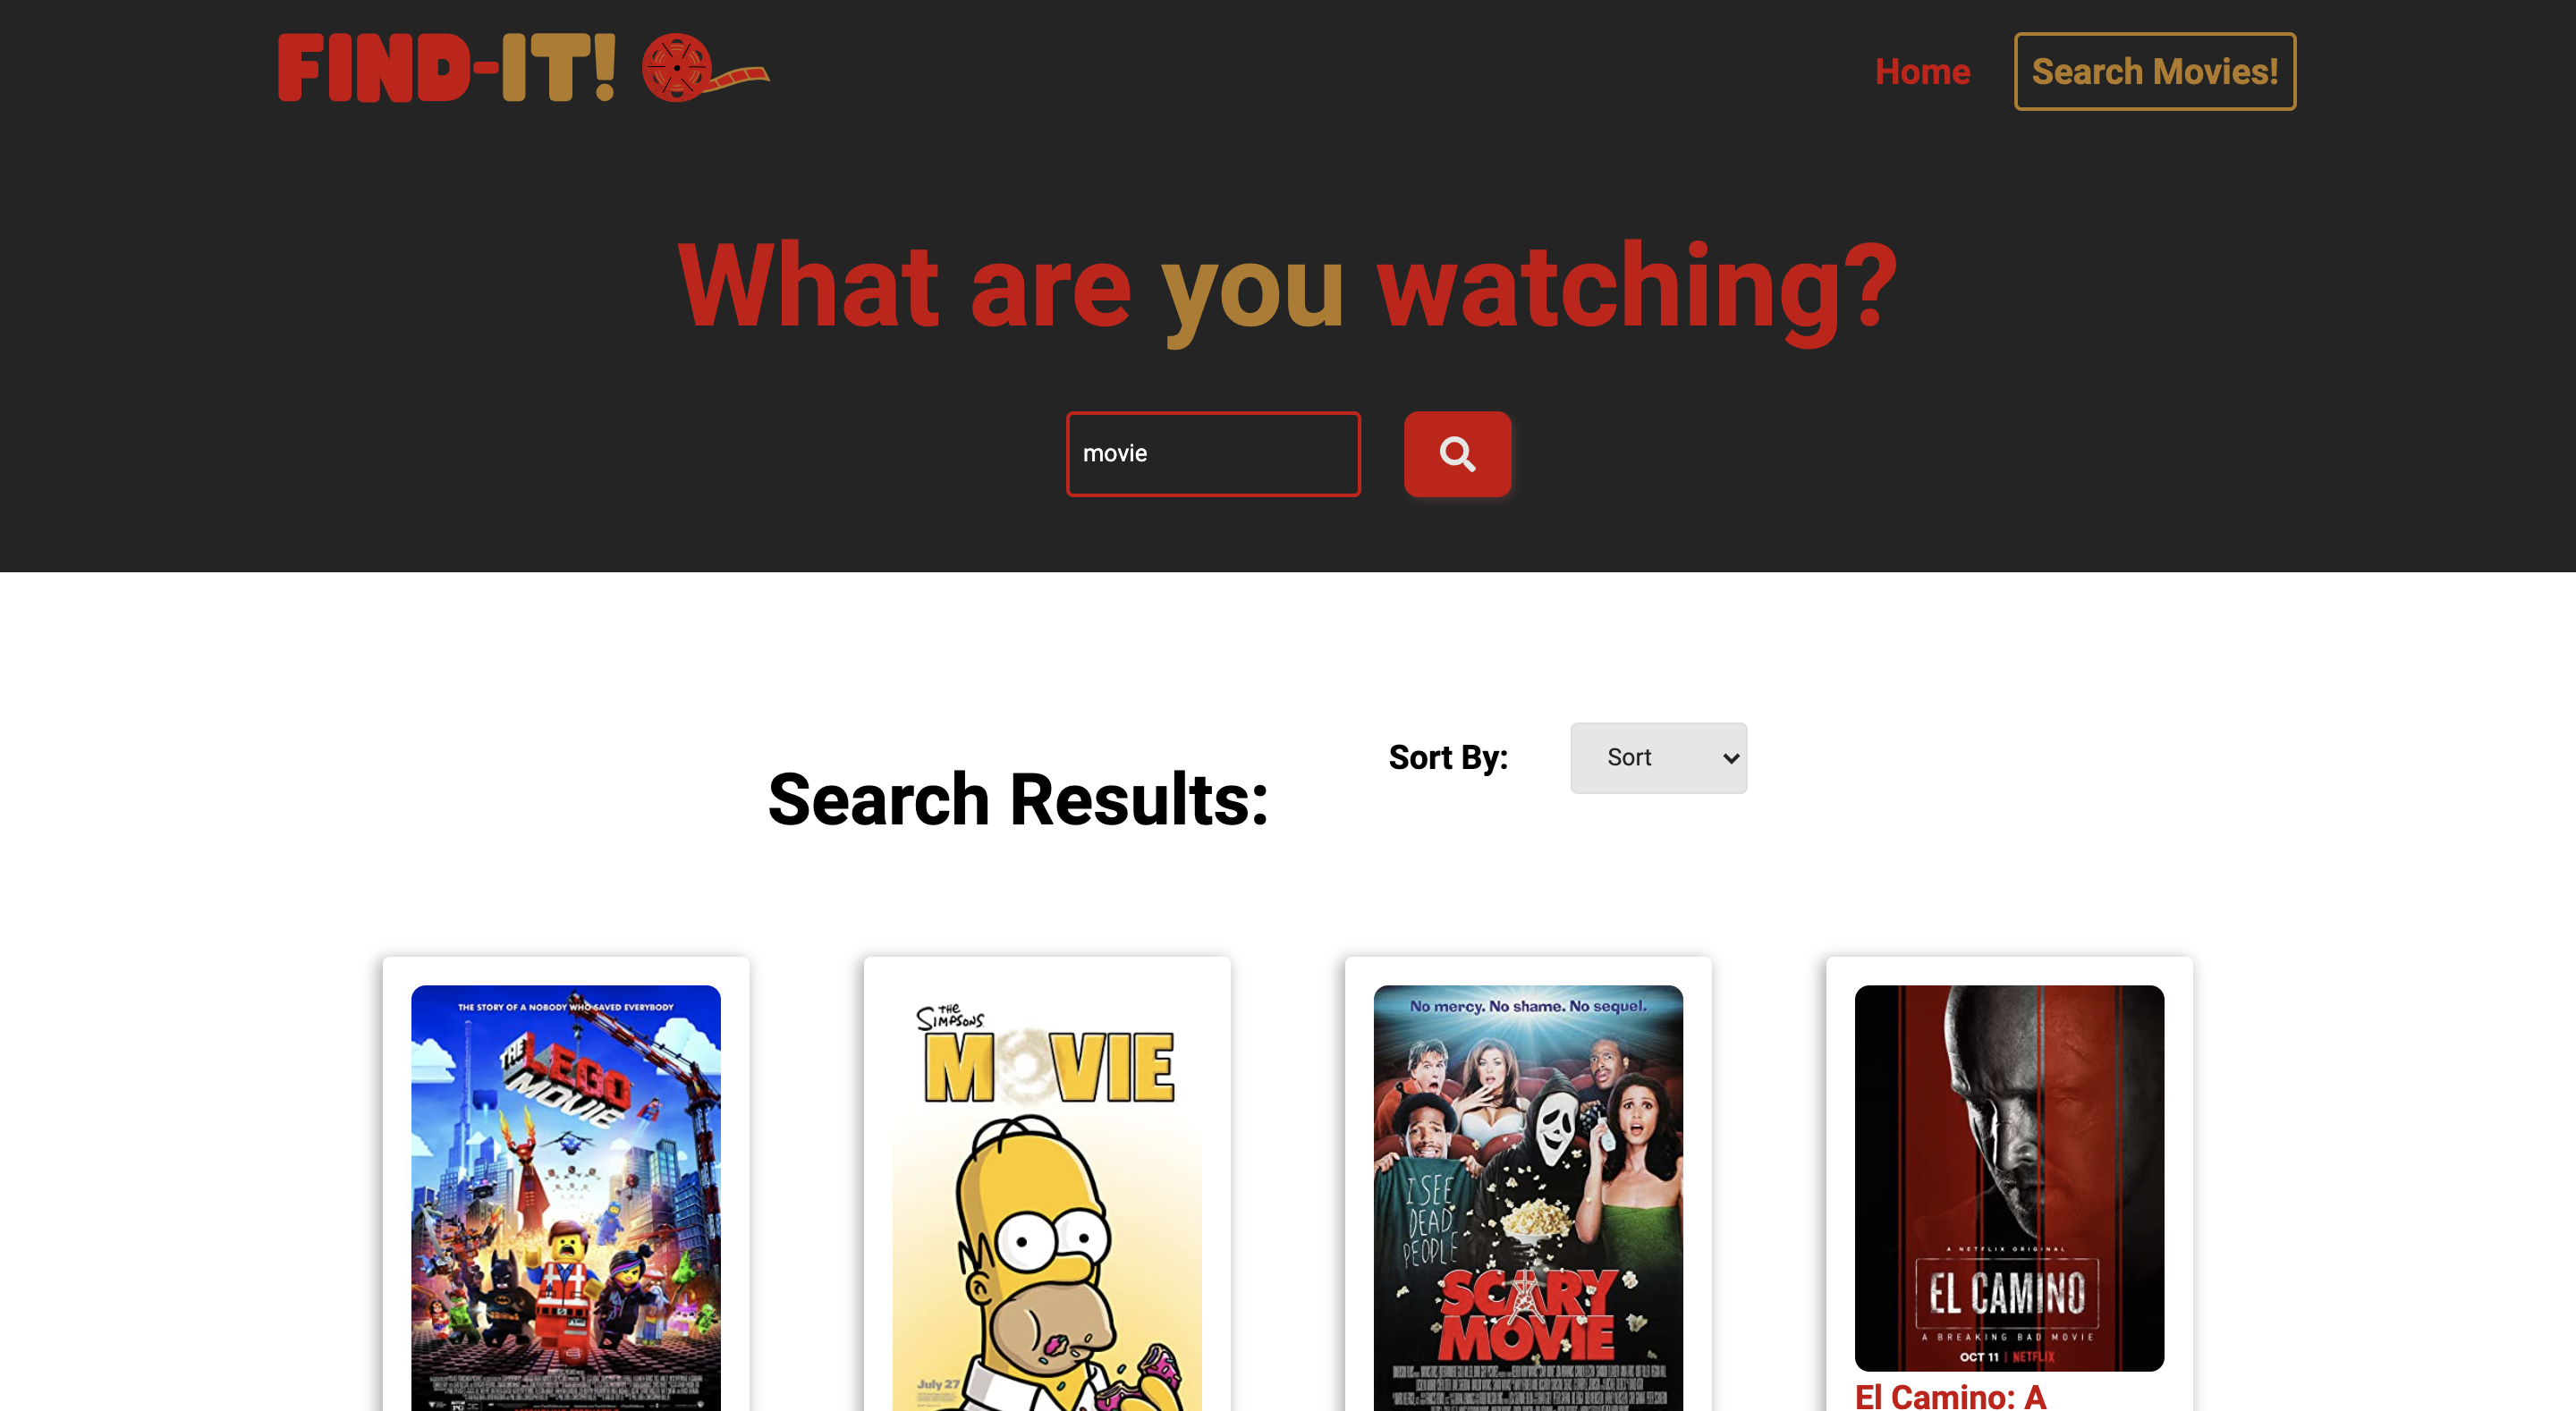 FIND-IT!
Home
Search Movies!
What are you watching?
movie
Sort By:
Sort
Search Results:
THE STORY OF A NOBODY WHO SAVED EVERYBODY
THE LEGO MOVIE
THE SIMPSONS
MOVIE
July 27
No mercy. No shame. No sequel.
I SEE
DEAD
PEOPLE
SCARY
MOVIE
A NETFLIX ORIGINAL
EL CAMINO
A BREAKING BAD MOVIE
OCT 11 | NETFLIX
El Camino: A